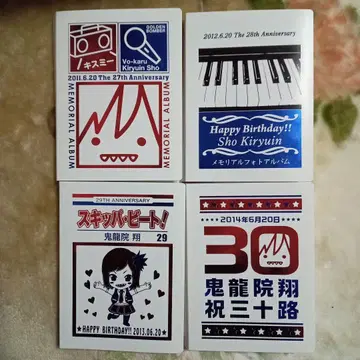 ノキスミー
GOLDEN
BOMBER
Vo-karu
Kiryuin Sho
2011.6.20 The 27th Anniversary
MEMORIAL ALBUM
MEMORIAL ALBUM
2012.6.20 The 28th Anniversary
Happy Birthday!!
Sho Kiryuin
メモリアルフォトアルバム
29TH ANNIVERSARY
スキッパ・ビート!
鬼龍院 翔 29
★HAPPY BIRTHDAY!! 2013.06.20★
2014年6月20日
30
鬼龍院翔
祝三十路